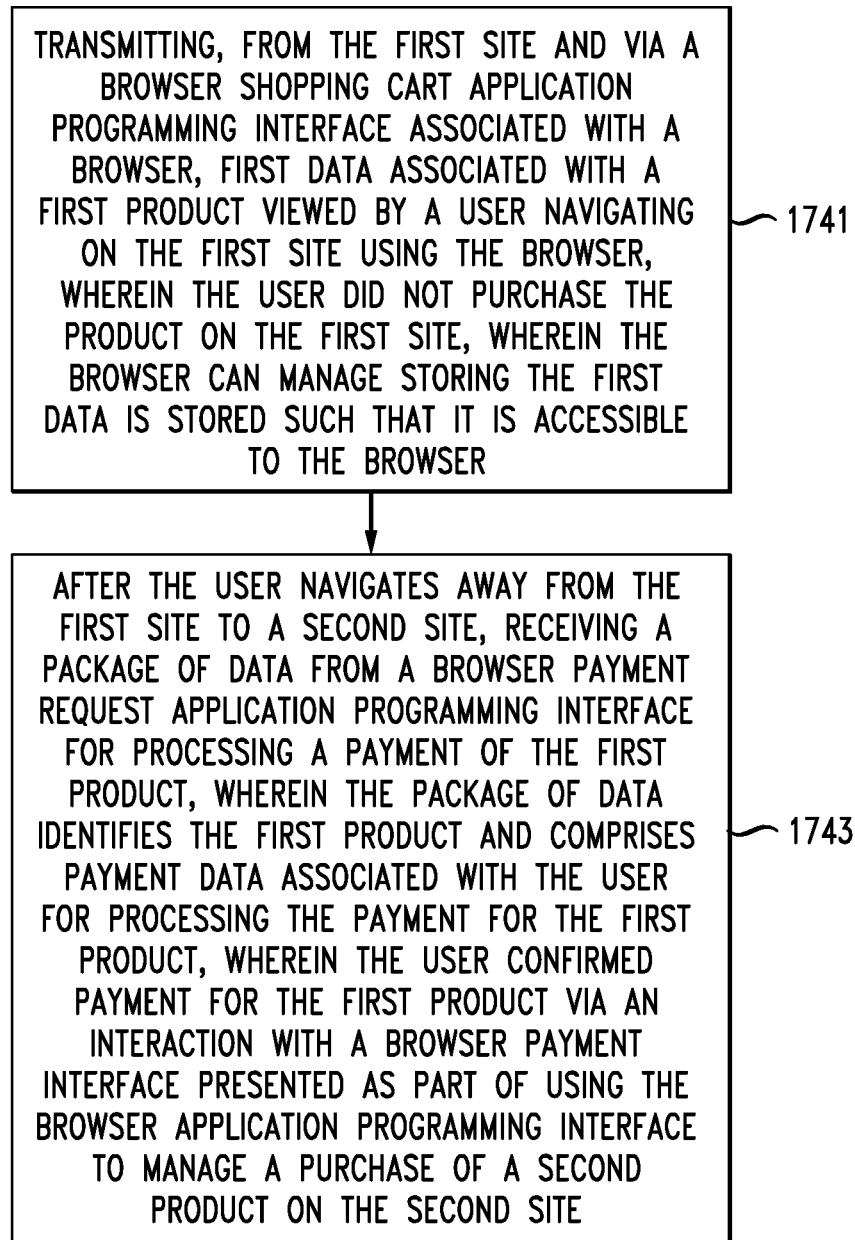 TRANSMITTING, FROM THE FIRST SITE AND VIA A
BROWSER SHOPPING CART APPLICATION
PROGRAMMING INTERFACE ASSOCIATED WITH A
BROWSER, FIRST DATA ASSOCIATED WITH A
FIRST PRODUCT VIEWED BY A USER NAVIGATING
ON THE FIRST SITE USING THE BROWSER,
WHEREIN THE USER DID NOT PURCHASE THE
PRODUCT ON THE FIRST SITE, WHEREIN THE
BROWSER CAN MANAGE STORING THE FIRST
DATA IS STORED SUCH THAT IT IS ACCESSIBLE
TO THE BROWSER
1741
AFTER THE USER NAVIGATES AWAY FROM THE
FIRST SITE TO A SECOND SITE, RECEIVING A
PACKAGE OF DATA FROM A BROWSER PAYMENT
REQUEST APPLICATION PROGRAMMING INTERFACE
FOR PROCESSING A PAYMENT OF THE FIRST
PRODUCT, WHEREIN THE PACKAGE OF DATA
IDENTIFIES THE FIRST PRODUCT AND COMPRISES
PAYMENT DATA ASSOCIATED WITH THE USER
FOR PROCESSING THE PAYMENT FOR THE FIRST
PRODUCT, WHEREIN THE USER CONFIRMED
PAYMENT FOR THE FIRST PRODUCT VIA AN
INTERACTION WITH A BROWSER PAYMENT
INTERFACE PRESENTED AS PART OF USING THE
BROWSER APPLICATION PROGRAMMING INTERFACE
TO MANAGE A PURCHASE OF A SECOND
PRODUCT ON THE SECOND SITE
1743